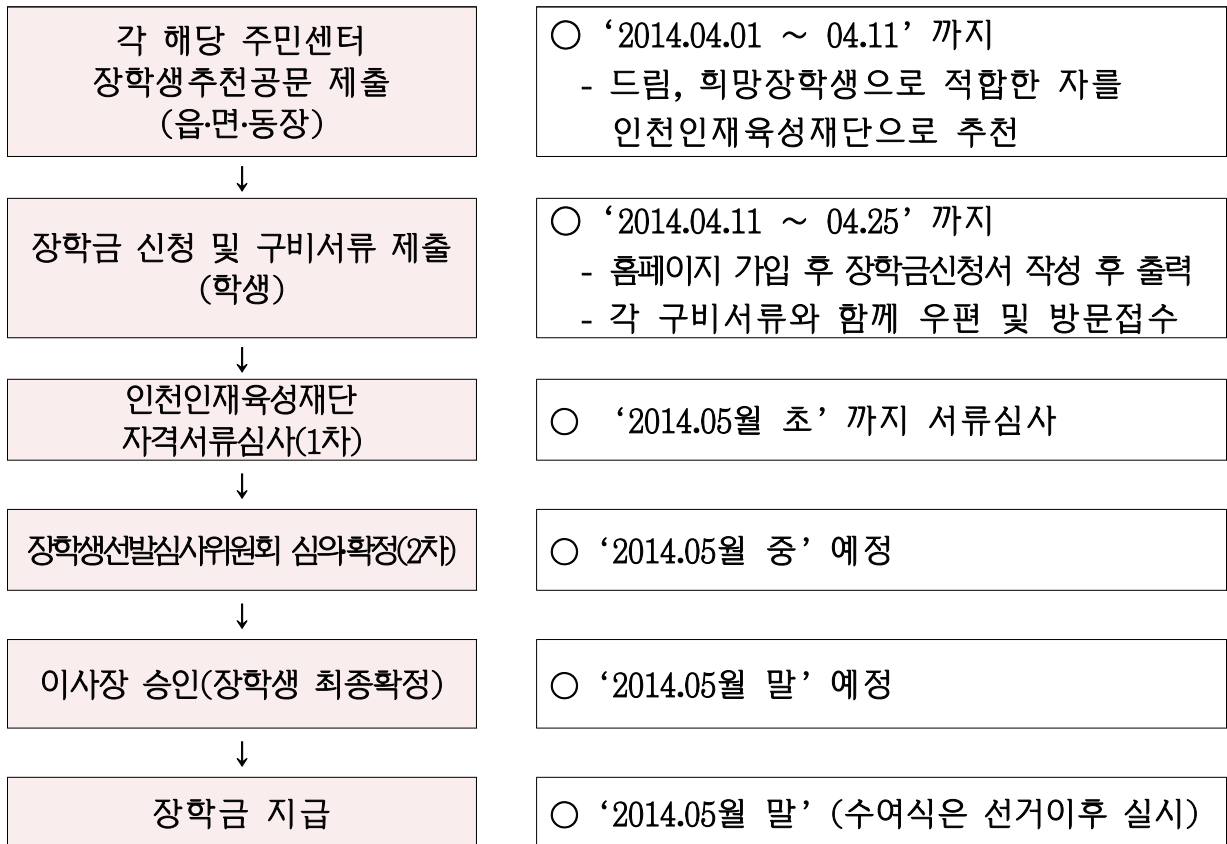 각 해당 주민센터
장학생추천공문 제출
(읍·면·동장)
○ ‘2014.04.01 ~ 04.11’ 까지
- 드림, 희망장학생으로 적합한 자를
인천인재육성재단으로 추천
↓
장학금 신청 및 구비서류 제출
(학생)
○ ‘2014.04.11 ~ 04.25’ 까지
- 홈페이지 가입 후 장학금신청서 작성 후 출력
- 각 구비서류와 함께 우편 및 방문접수
↓
인천인재육성재단
자격서류심사(1차)
○ ‘2014.05월 초’ 까지 서류심사
↓
장학생선발심사위원회 심의·확정(2차)
○ ‘2014.05월 중’ 예정
↓
이사장 승인(장학생 최종확정)
○ ‘2014.05월 말’ 예정
↓
장학금 지급
○ ‘2014.05월 말’ (수여식은 선거이후 실시)